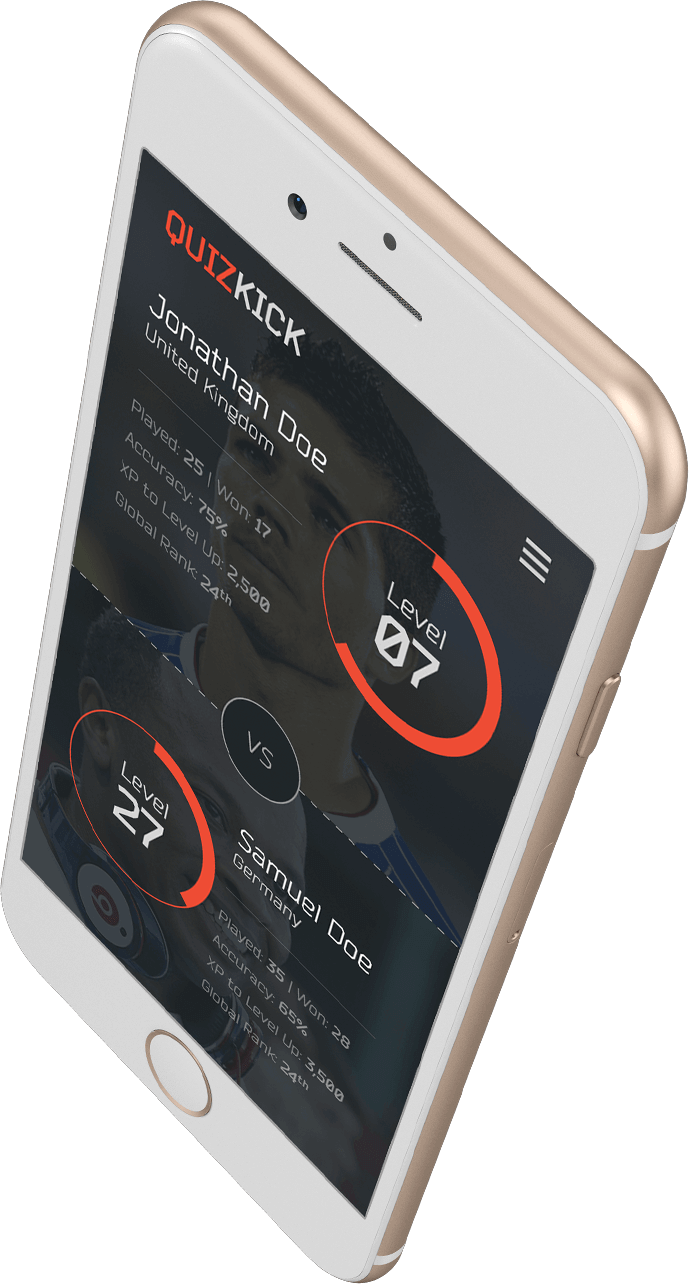 QUIZKICK
Jonathan Doe
United Kingdom
Played: 25 | Won: 17
Accuracy: 75%
XP to Level Up: 2,500
Global Rank: 24th
Level
07
VS
Level
27
Samuel Doe
Germany
Played: 35 | Won: 28
Accuracy: 65%
XP to Level Up: 3,500
Global Rank: 24th